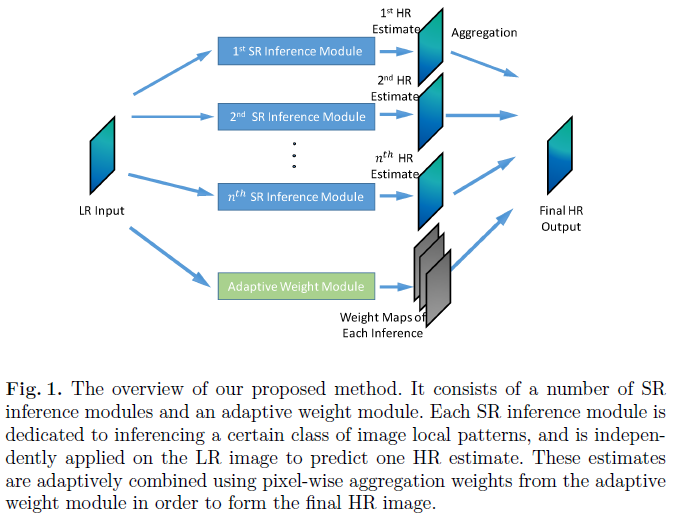 1st HR
Estimate
Aggregation
1st SR Inference Module
2nd HR
Estimate
2nd SR Inference Module
nth HR
Estimate
nth SR Inference Module
LR Input
Final HR
Output
Adaptive Weight Module
Weight Maps of
Each Inference
Fig. 1. The overview of our proposed method. It consists of a number of SR
inference modules and an adaptive weight module. Each SR inference module is
dedicated to inferencing a certain class of image local patterns, and is indepen-
dently applied on the LR image to predict one HR estimate. These estimates
are adaptively combined using pixel-wise aggregation weights from the adaptive
weight module in order to form the final HR image.